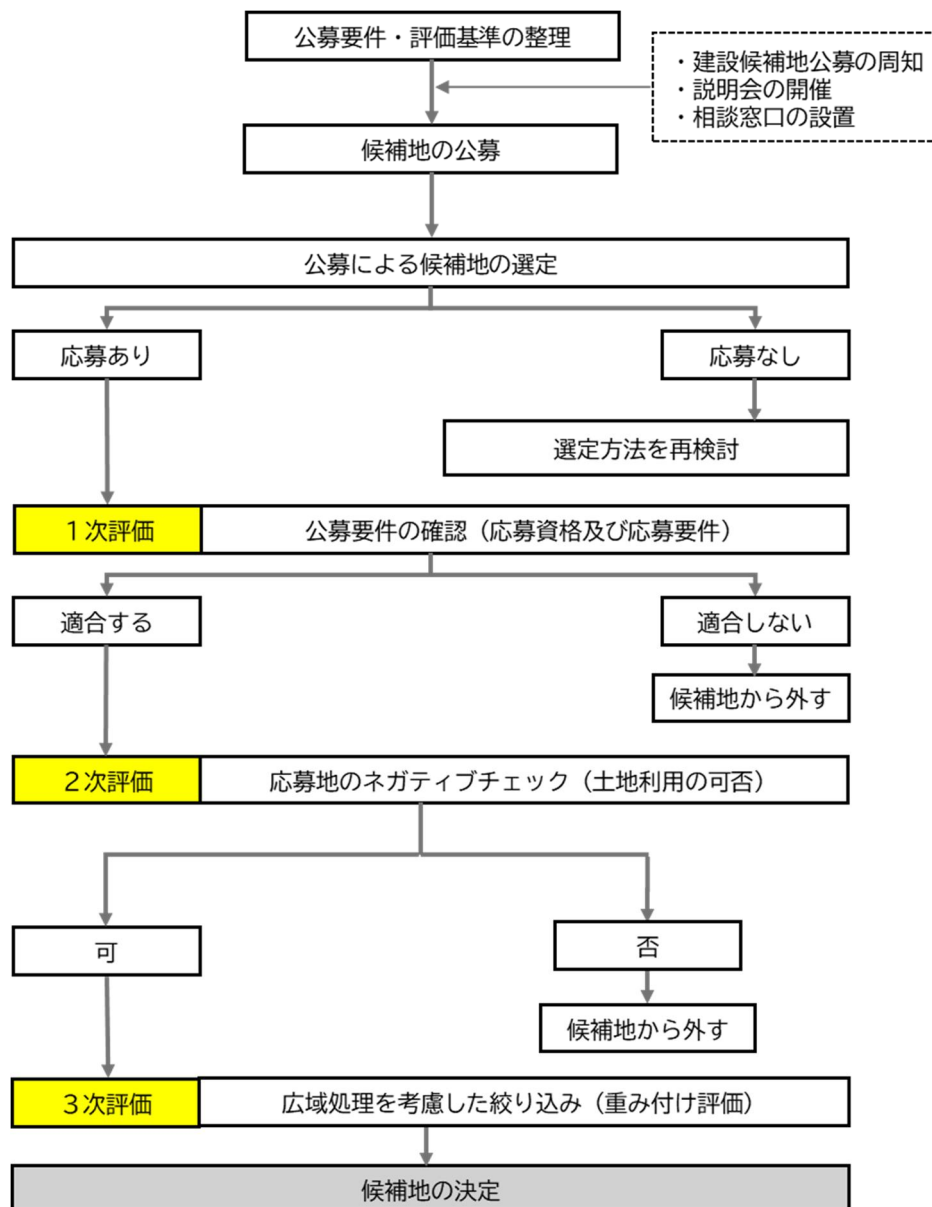 公募要件・評価基準の整理
・建設候補地公募の周知
・説明会の開催
・相談窓口の設置
候補地の公募
公募による候補地の選定
応募あり
応募なし
選定方法を再検討
１次評価
公募要件の確認（応募資格及び応募要件）
適合する
適合しない
候補地から外す
２次評価
応募地のネガティブチェック（土地利用の可否）
可
否
候補地から外す
３次評価
広域処理を考慮した絞り込み（重み付け評価）
候補地の決定